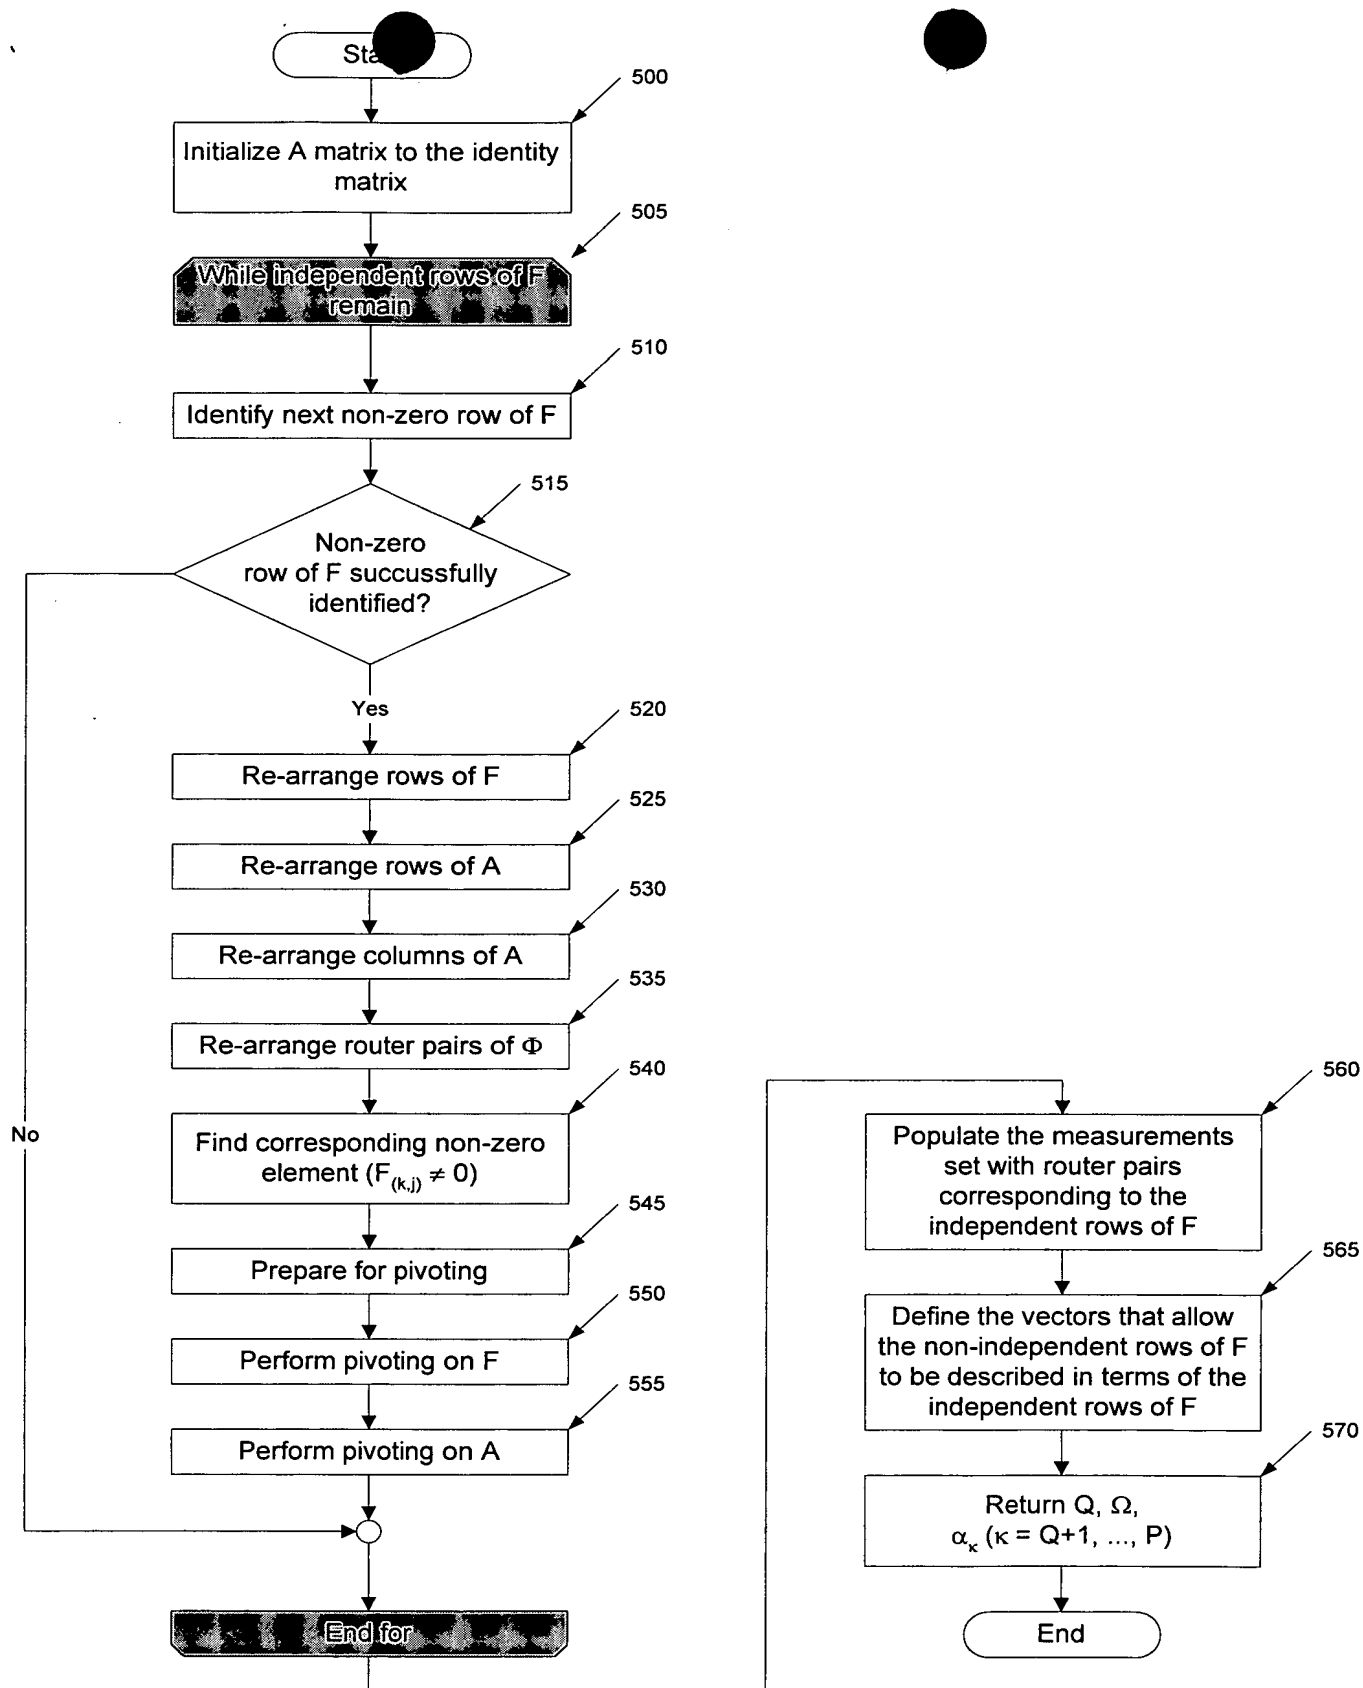 500
Initialize A matrix to the identity
matrix
505
While independent rows of F
remain
510
Identify next non-zero row of F
515
Non-zero
row of F succussfully
identified?
Yes
No
520
Re-arrange rows of F
525
Re-arrange rows of A
530
Re-arrange columns of A
535
Re-arrange router pairs of Φ
540
Find corresponding non-zero
element (F(k,j) ≠ 0)
545
Prepare for pivoting
550
Perform pivoting on F
555
Perform pivoting on A
End for
560
Populate the measurements
set with router pairs
corresponding to the
independent rows of F
565
Define the vectors that allow
the non-independent rows of F
to be described in terms of the
independent rows of F
570
Return Q, Ω,
ακ (κ = Q+1, ..., P)
End